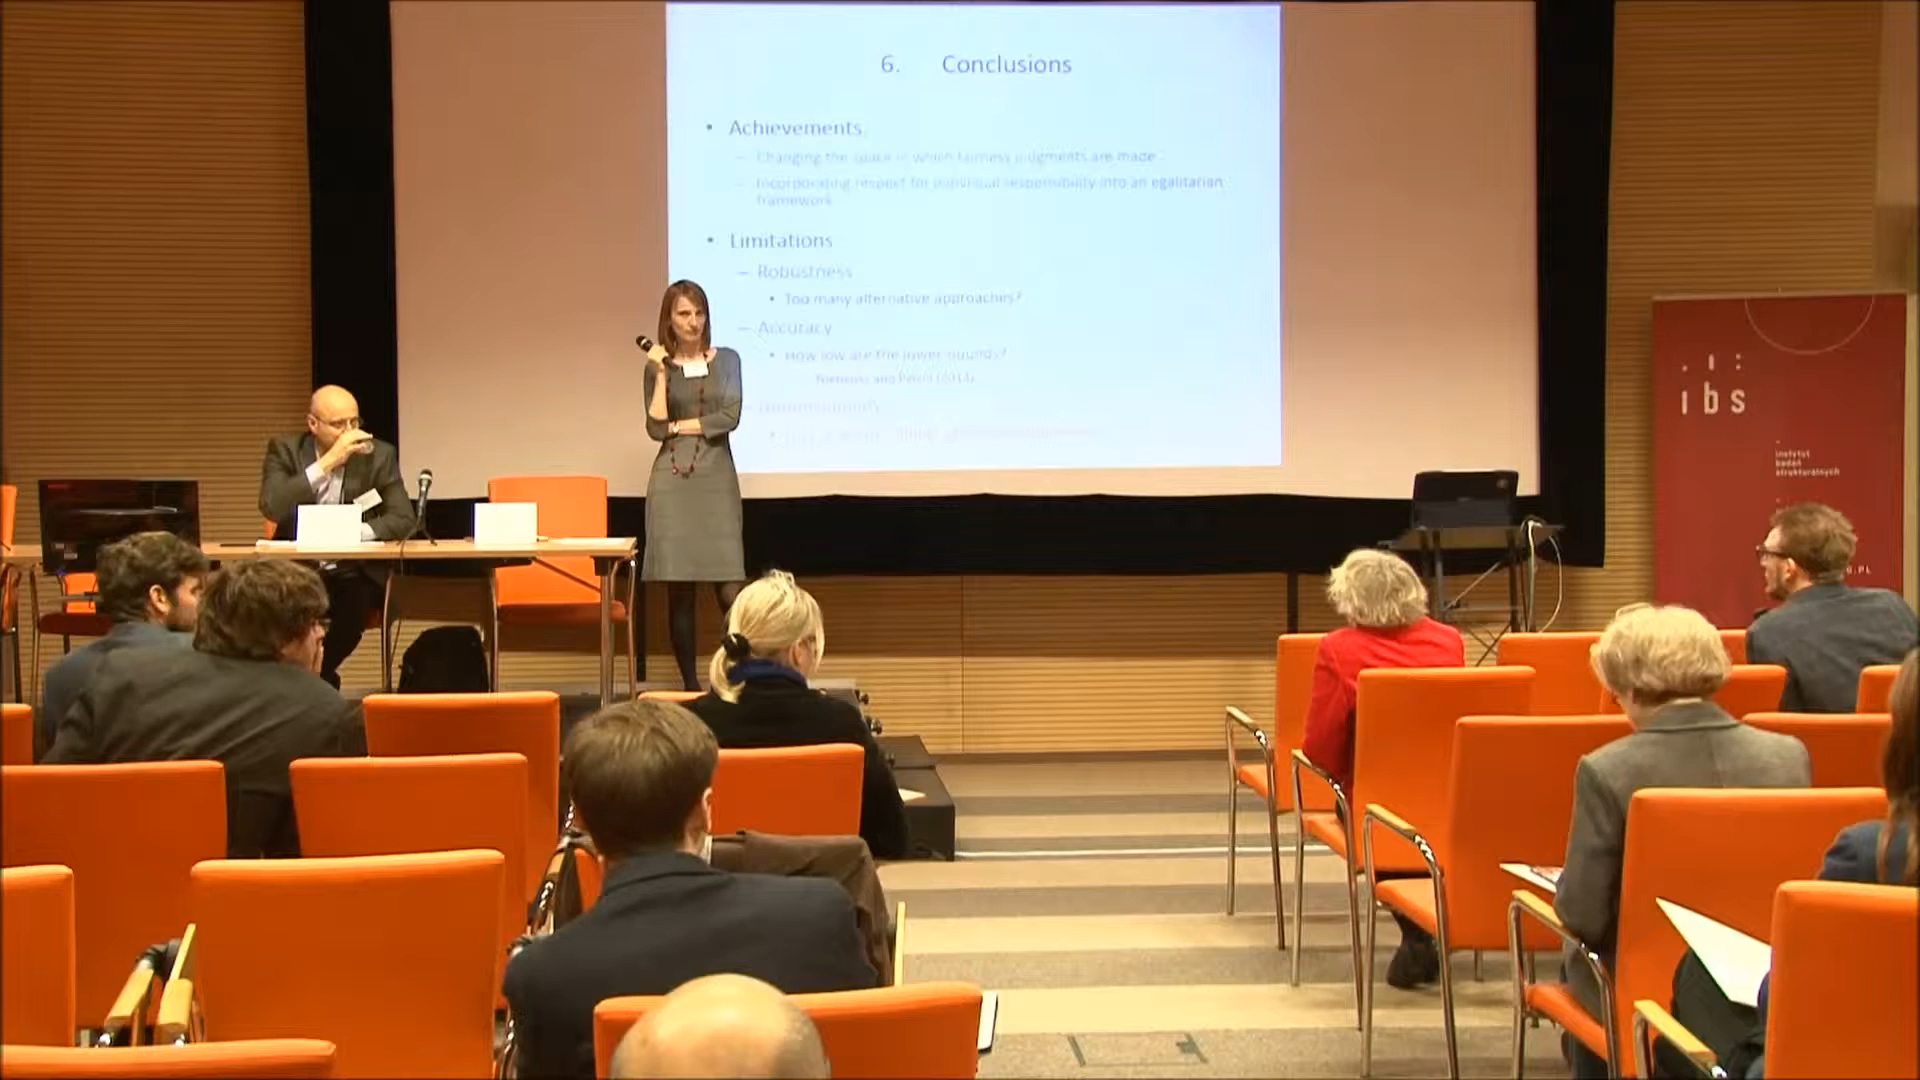 6. Conclusions
• Achievements
– Changing the space in which fairness judgments are made
– Incorporating respect for individual responsibility into an egalitarian
framework
• Limitations
– Robustness
• Too many alternative approaches?
– Accuracy
• How low are the lower bounds?
ibs
instytut
badań
strukturalnych
G.PL